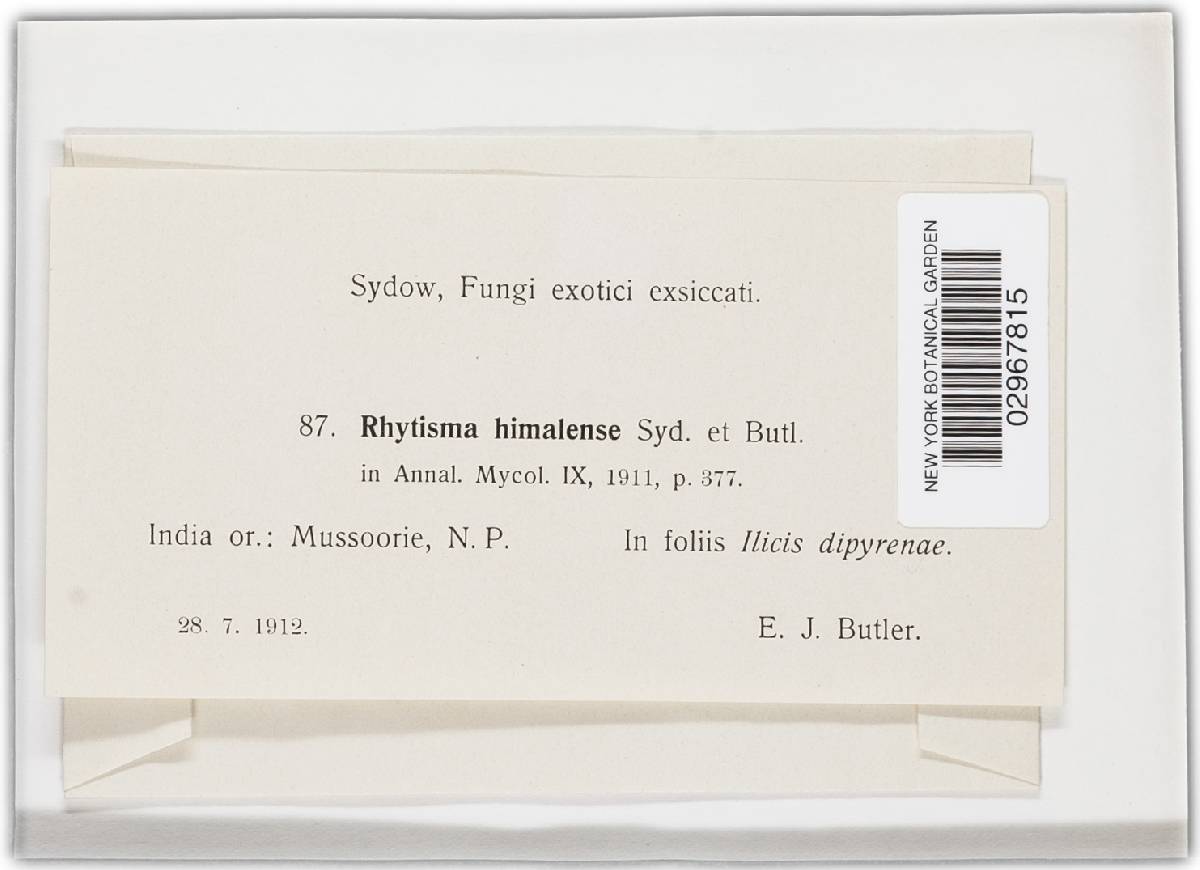 Sydow, Fungi exotici exsiccati.
87. Rhytisma himalense Syd. et Butl.
in Annal. Mycol. IX, 1911, p. 377.
India or.: Mussoorie, N. P. In foliis Ilicis dipyrenae.
28. 7. 1912. E. J. Butler.
NEW YORK BOTANICAL GARDEN
02967815